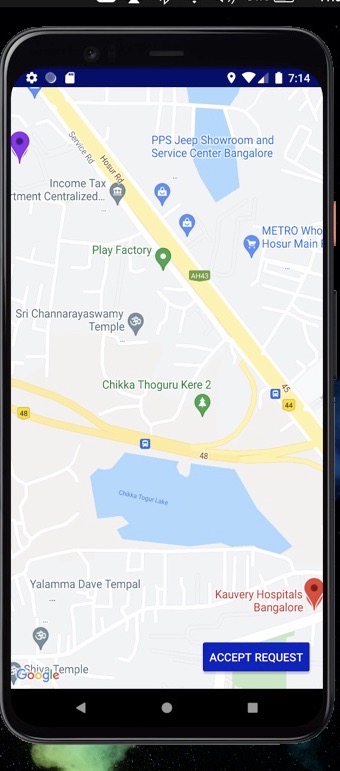 7:14
Service Rd
Hosur Rd
PPS Jeep Showroom and
Service Center Bangalore
Income Tax
rtment Centralized...
METRO Who
Hosur Main
Play Factory
AH43
Sri Channarayaswamy
Temple
Chikka Thoguru Kere 2
45
44
48
48
Chikka Togur Lake
Yalamma Dave Tempal
Kauvery Hospitals
Bangalore
ACCEPT REQUEST
Shiva Temple
Google